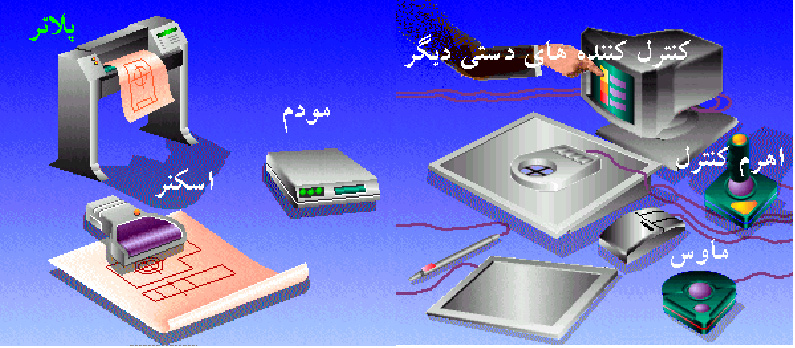 پلاتر
کنترل کننده های دستی دیگر
مودم
اهرم کنترل
اسکنر
ماوس